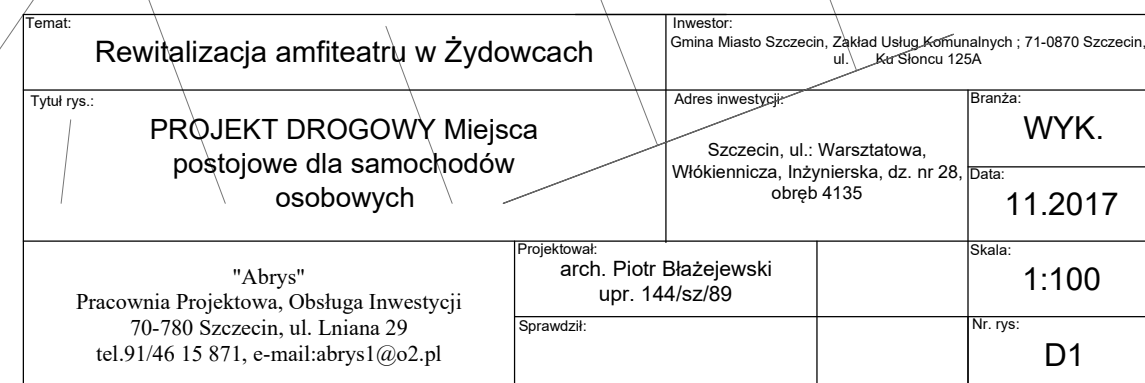 Temat:
Rewitalizacja amfiteatru w Żydowcach
Inwestor:
Gmina Miasto Szczecin, Zakład Usług Komunalnych ; 71-0870 Szczecin,
ul. Ku Słoncu 125A
Tytuł rys.:
PROJEKT DROGOWY Miejsca
postojowe dla samochodów
osobowych
Adres inwestycji:
Szczecin, ul.: Warsztatowa,
Włókiennicza, Inżynierska, dz. nr 28,
obręb 4135
Branża:
WYK.
Data:
11.2017
"Abrys"
Pracownia Projektowa, Obsługa Inwestycji
70-780 Szczecin, ul. Lniana 29
tel.91/46 15 871, e-mail:abrys1@o2.pl
Projektował:
arch. Piotr Błażejewski
upr. 144/sz/89
Sprawdził:
Skala:
1:100
Nr. rys:
D1